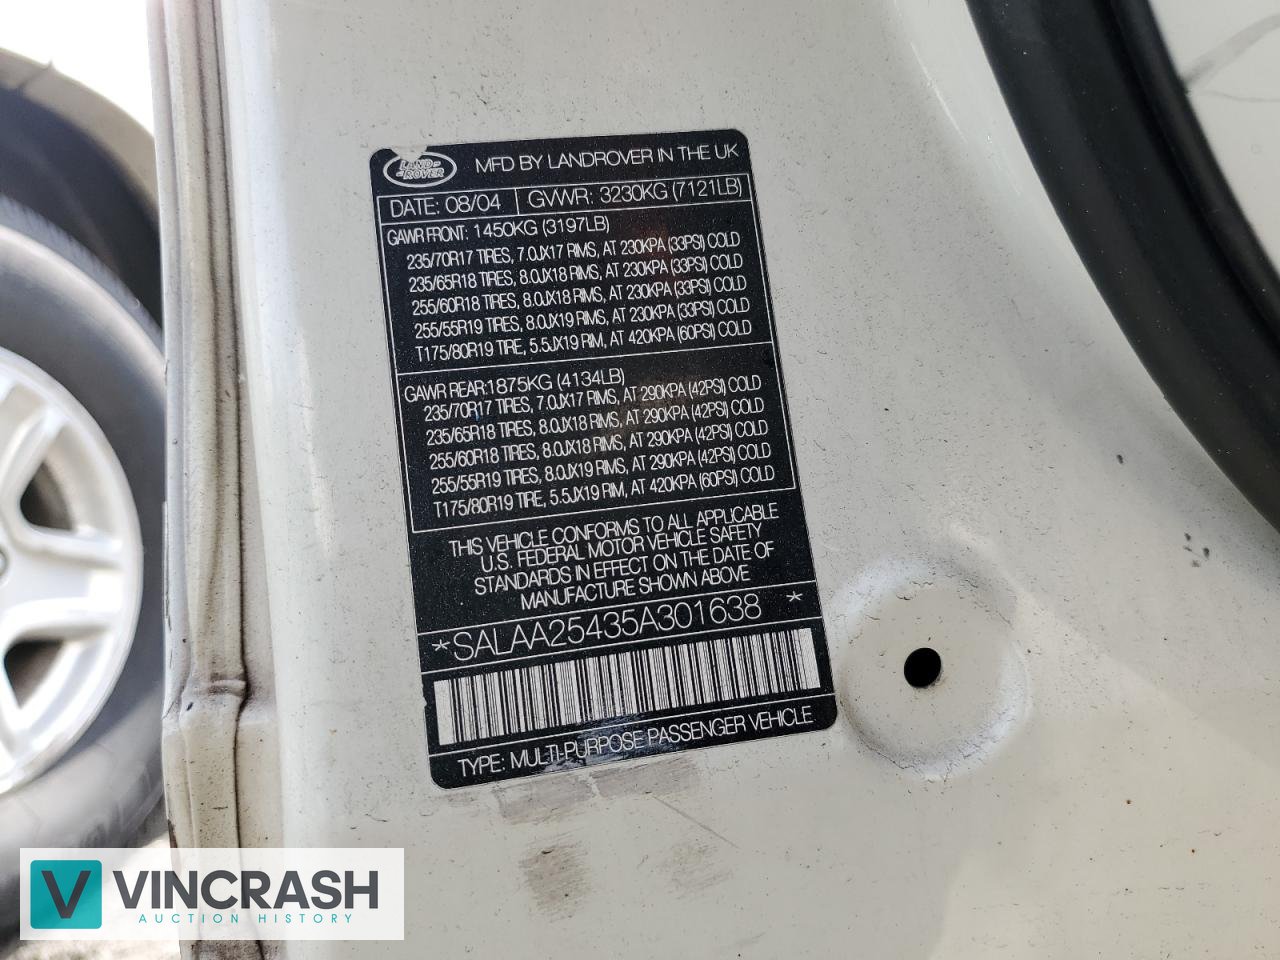 LAND-
-ROVER
MFD BY LANDROVER IN THE UK
DATE: 08/04 GVWR: 3230KG (7121LB)
GAWR FRONT: 1450KG (3197LB)
235/70R17 TIRES, 7.0JX17 RIMS, AT 230KPA (33PSI) COLD
235/65R18 TIRES, 8.0JX18 RIMS, AT 230KPA (33PSI) COLD
255/60R18 TIRES, 8.0JX18 RIMS, AT 230KPA (33PSI) COLD
255/55R19 TIRES, 8.0JX19 RIMS, AT 230KPA (33PSI) COLD
T175/80R19 TIRE, 5.5JX19 RIM, AT 420KPA (60PSI) COLD
GAWR REAR: 1875KG (4134LB)
235/70R17 TIRES, 7.0JX17 RIMS, AT 290KPA (42PSI) COLD
235/65R18 TIRES, 8.0JX18 RIMS, AT 290KPA (42PSI) COLD
255/60R18 TIRES, 8.0JX18 RIMS, AT 290KPA (42PSI) COLD
255/55R19 TIRES, 8.0JX19 RIMS, AT 290KPA (42PSI) COLD
T175/80R19 TIRE, 5.5JX19 RIM, AT 420KPA (60PSI) COLD
THIS VEHICLE CONFORMS TO ALL APPLICABLE
U.S. FEDERAL MOTOR VEHICLE SAFETY
STANDARDS IN EFFECT ON THE DATE OF
MANUFACTURE SHOWN ABOVE
*SALAA25435A301638 *
TYPE: MULTI-PURPOSE PASSENGER VEHICLE
V VINCRASH
AUCTION HISTORY